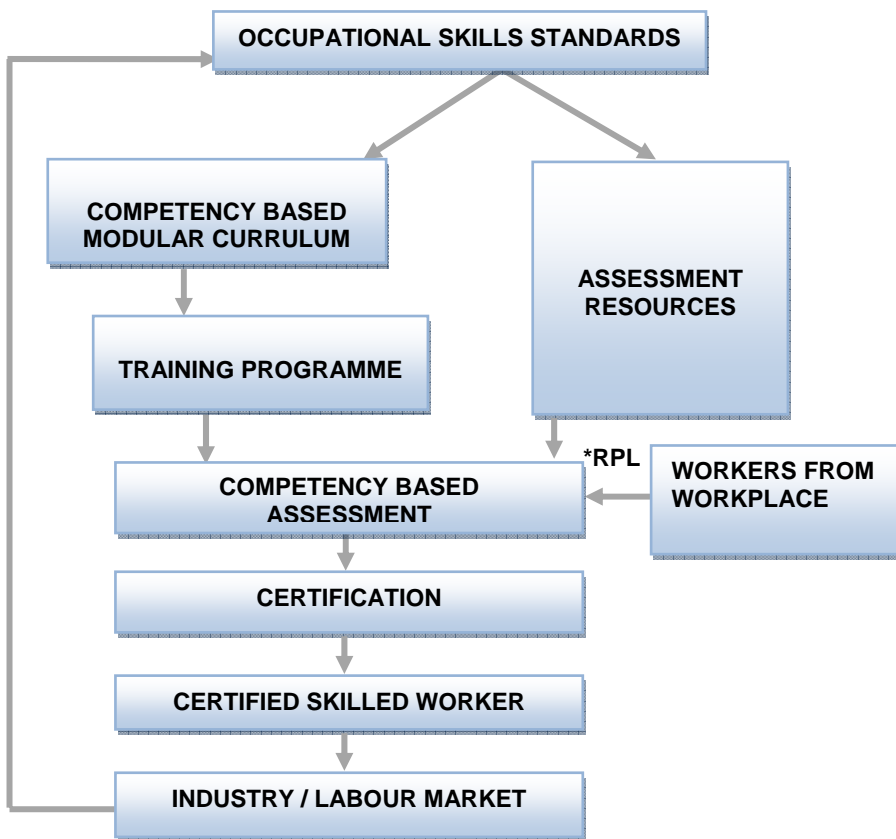 OCCUPATIONAL SKILLS STANDARDS
COMPETENCY BASED
MODULAR CURRULUM
ASSESSMENT
RESOURCES
TRAINING PROGRAMME
*RPL
WORKERS FROM
WORKPLACE
COMPETENCY BASED
ASSESSMENT
CERTIFICATION
CERTIFIED SKILLED WORKER
INDUSTRY / LABOUR MARKET